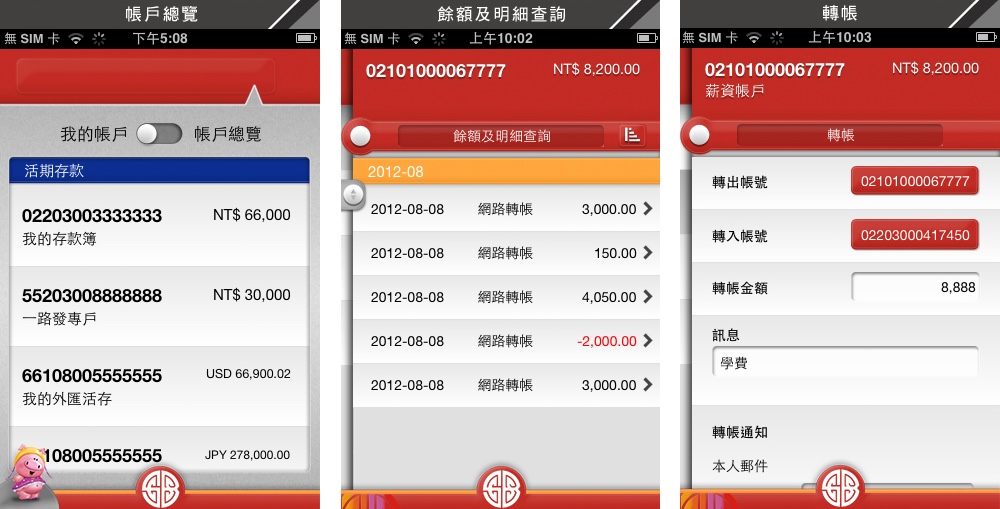 帳戶總覽
無 SIM 卡 下午5:08
我的帳戶 帳戶總覽
活期存款
02203003333333 NT$ 66,000
我的存款簿
55203008888888 NT$ 30,000
一路發專戶
66108005555555 USD 66,900.02
我的外匯活存
108005555555 JPY 278,000.00
餘額及明細查詢
無 SIM 卡 上午10:02
02101000067777 NT$ 8,200.00
餘額及明細查詢
2012-08
2012-08-08 網路轉帳 3,000.00
2012-08-08 網路轉帳 150.00
2012-08-08 網路轉帳 4,050.00
2012-08-08 網路轉帳 -2,000.00
2012-08-08 網路轉帳 3,000.00
轉帳
無 SIM 卡 上午10:03
02101000067777 NT$ 8,200.00
薪資帳戶
轉帳
轉出帳號 02101000067777
轉入帳號 02203000417450
轉帳金額 8,888
訊息
學費
轉帳通知
本人郵件